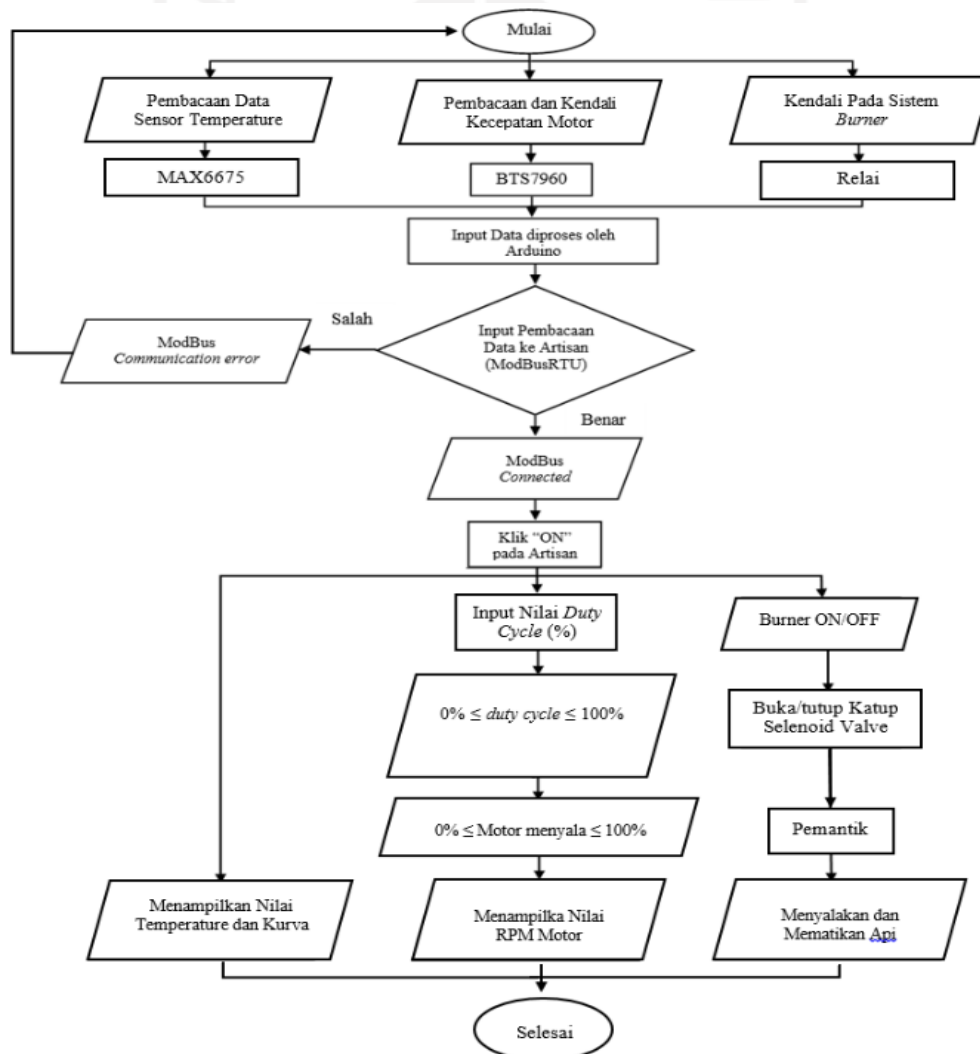 Mulai
Pembacaan Data
Sensor Temperature
Pembacaan dan Kendali
Kecepatan Motor
Kendali Pada Sistem
Burner
MAX6675
BTS7960
Relai
Input Data diproses oleh
Arduino
Salah
Input Pembacaan
Data ke Artisan
(ModBusRTU)
ModBus
Communication error
Benar
ModBus
Connected
Klik “ON”
pada Artisan
Input Nilai Duty
Cycle (%)
Burner ON/OFF
0% ≤ duty cycle ≤ 100%
Buka/tutup Katup
Selenoid Valve
0% ≤ Motor menyala ≤ 100%
Pemantik
Menampilkan Nilai
Temperature dan Kurva
Menampilka Nilai
RPM Motor
Menyalakan dan
Mematikan Api
Selesai